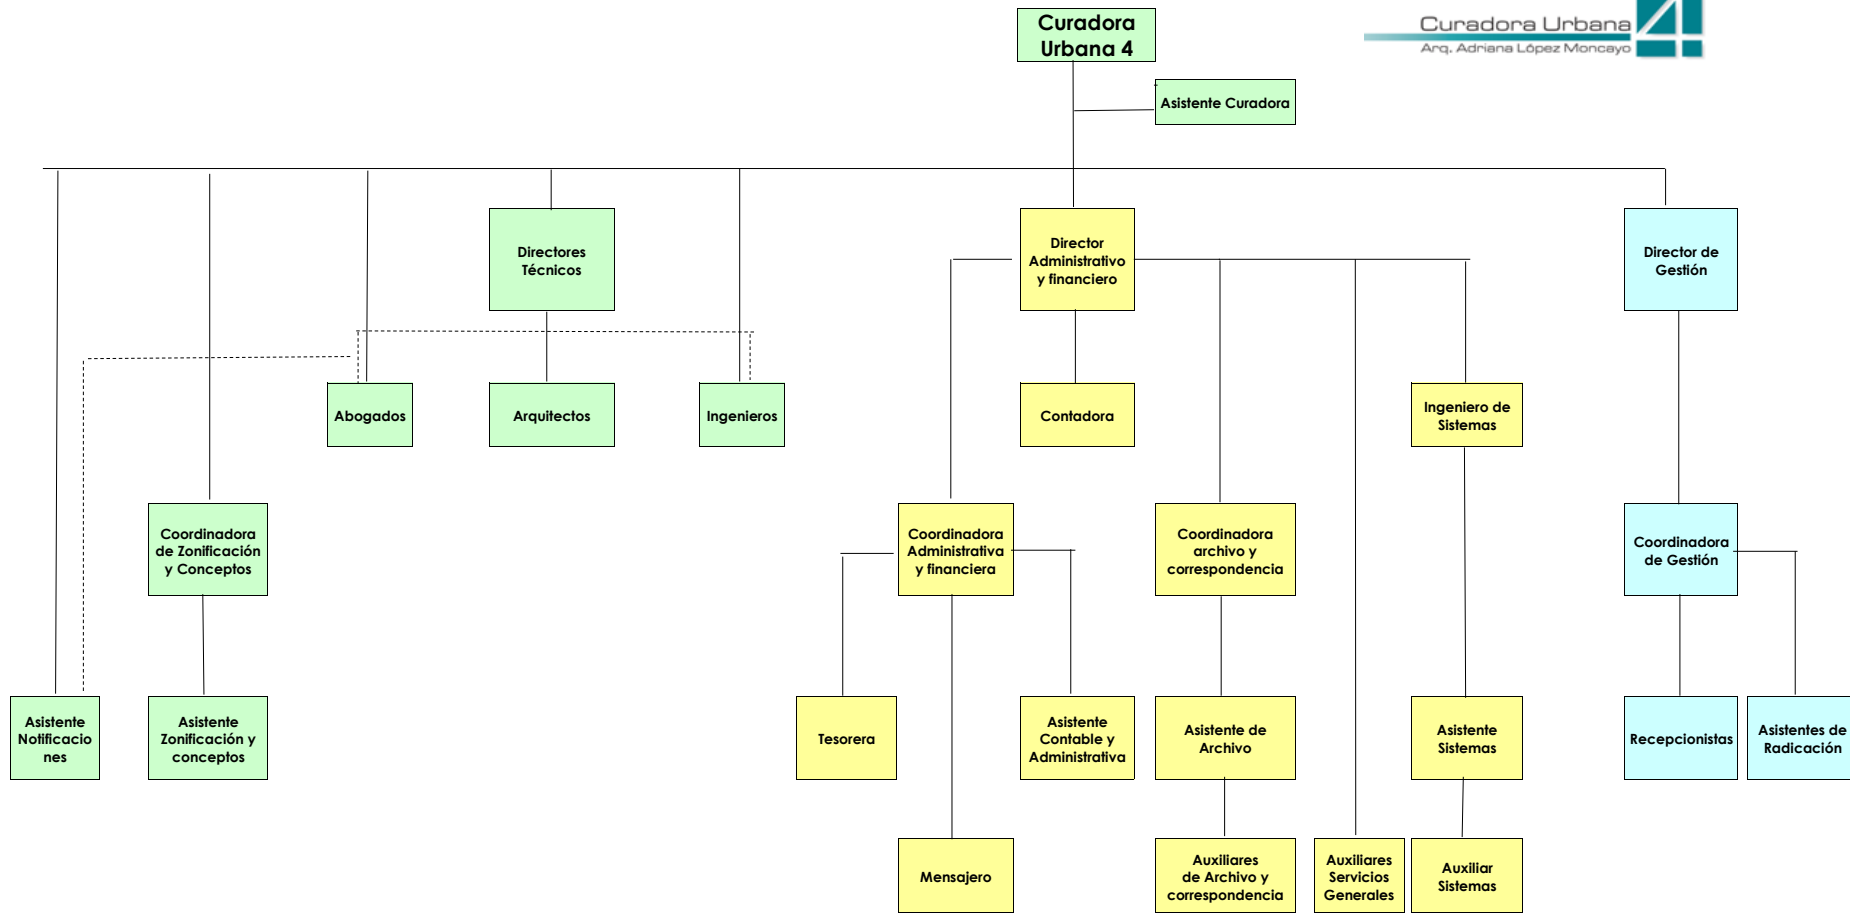 Curadora
Urbana 4
Curadora Urbana
4
Arq. Adriana López Moncayo
Asistente Curadora
Directores
Técnicos
Director
Administrativo
y financiero
Director de
Gestión
Abogados
Arquitectos
Ingenieros
Contadora
Ingeniero de
Sistemas
Coordinadora
de Zonificación
y Conceptos
Coordinadora
Administrativa
y financiera
Coordinadora
archivo y
correspondencia
Coordinadora
de Gestión
Asistente
Notificacio
nes
Asistente
Zonificación y
conceptos
Tesorera
Asistente
Contable y
Administrativa
Asistente de
Archivo
Asistente
Sistemas
Recepcionistas
Asistentes de
Radicación
Mensajero
Auxiliares
de Archivo y
correspondencia
Auxiliares
Servicios
Generales
Auxiliar
Sistemas